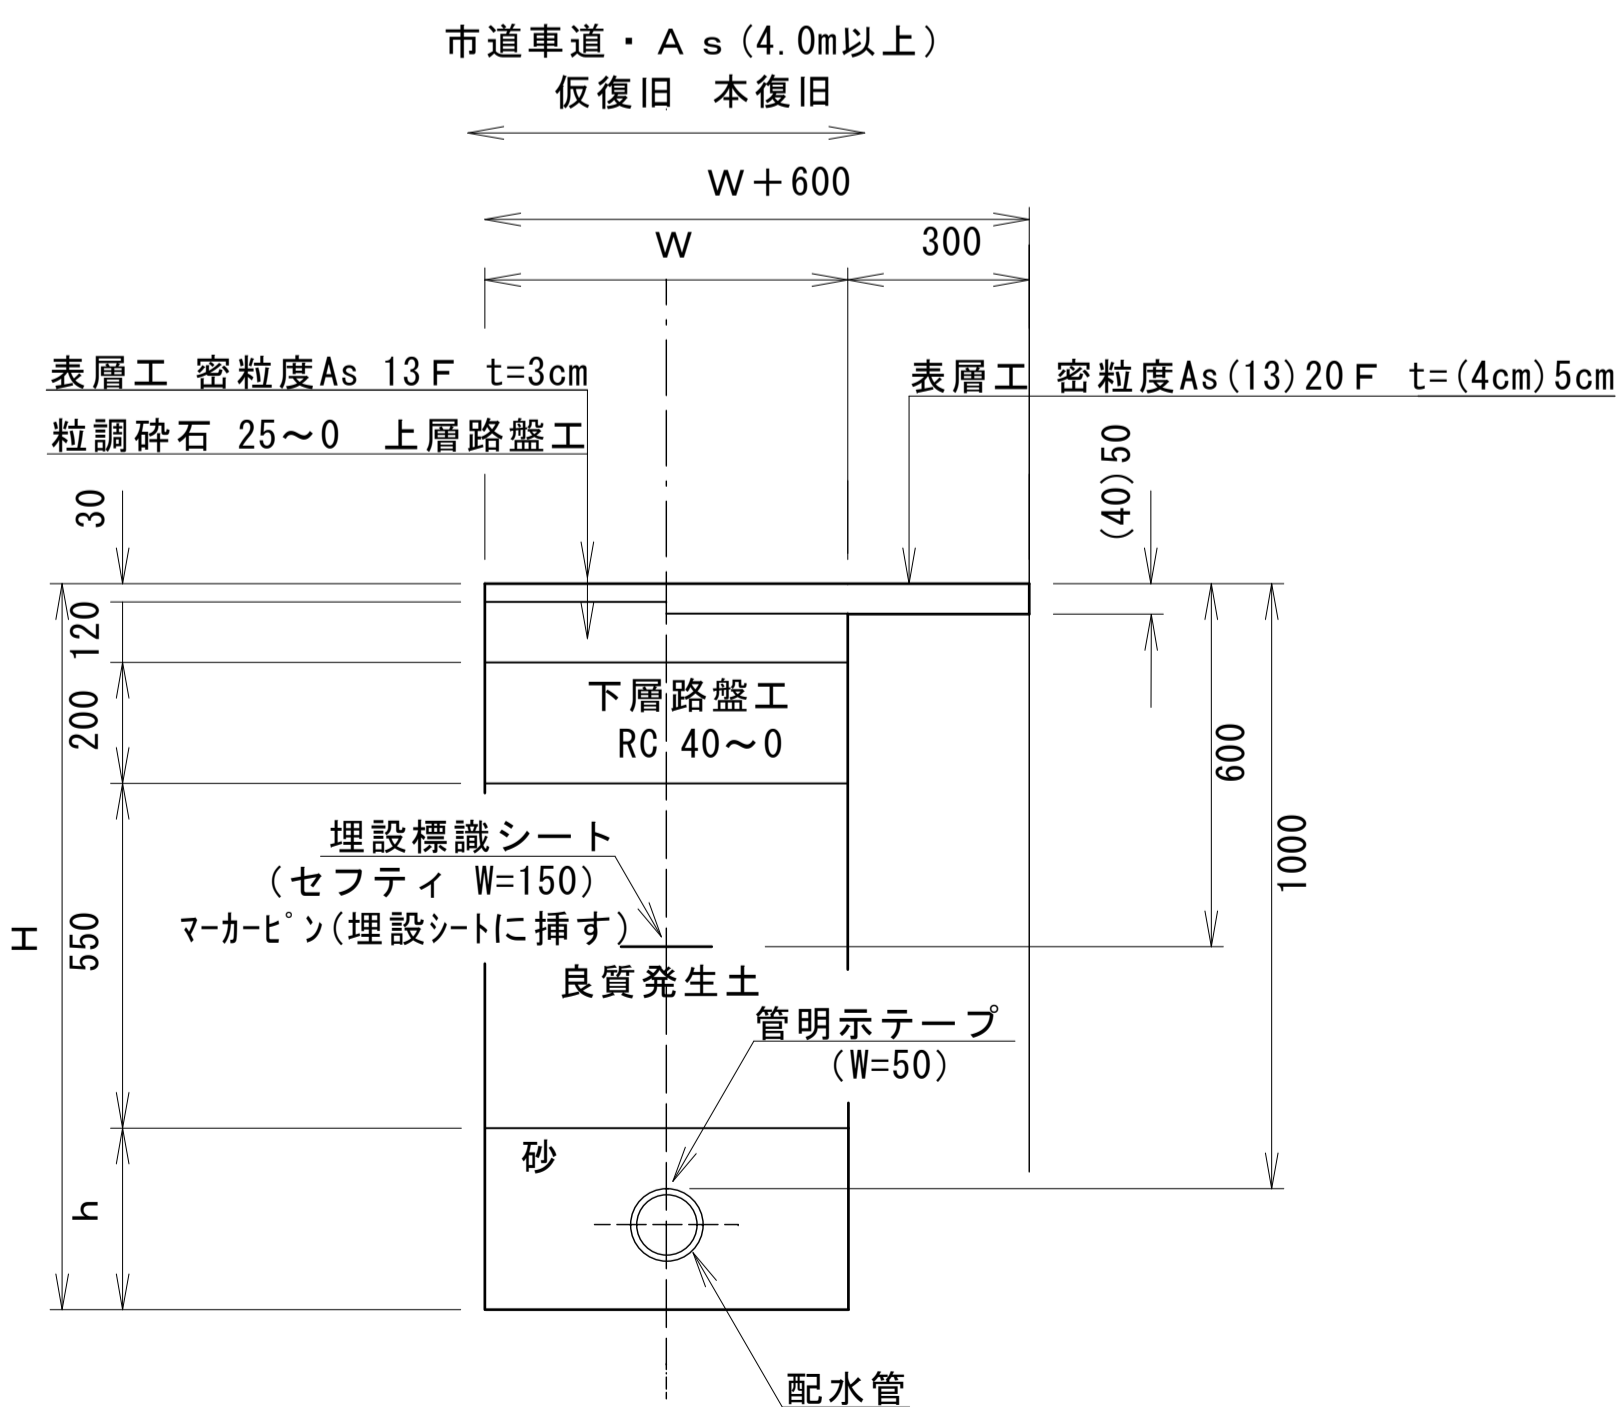 市道車道・Ａｓ(4.0m以上)
仮復旧　本復旧
Ｗ＋600
Ｗ
300
表層工 密粒度As 13Ｆ t=3cm
表層工 密粒度As(13)20Ｆ t=(4cm)5cm
粒調砕石 25～0 上層路盤工
(40)50
30
120
下層路盤工
200
RC 40～0
600
埋設標識シート
1000
(セフティ W=150)
ﾏｰｶｰﾋﾟﾝ(埋設ｼｰﾄに挿す)
H
550
良質発生土
管明示テープ
(W=50)
砂
h
配水管